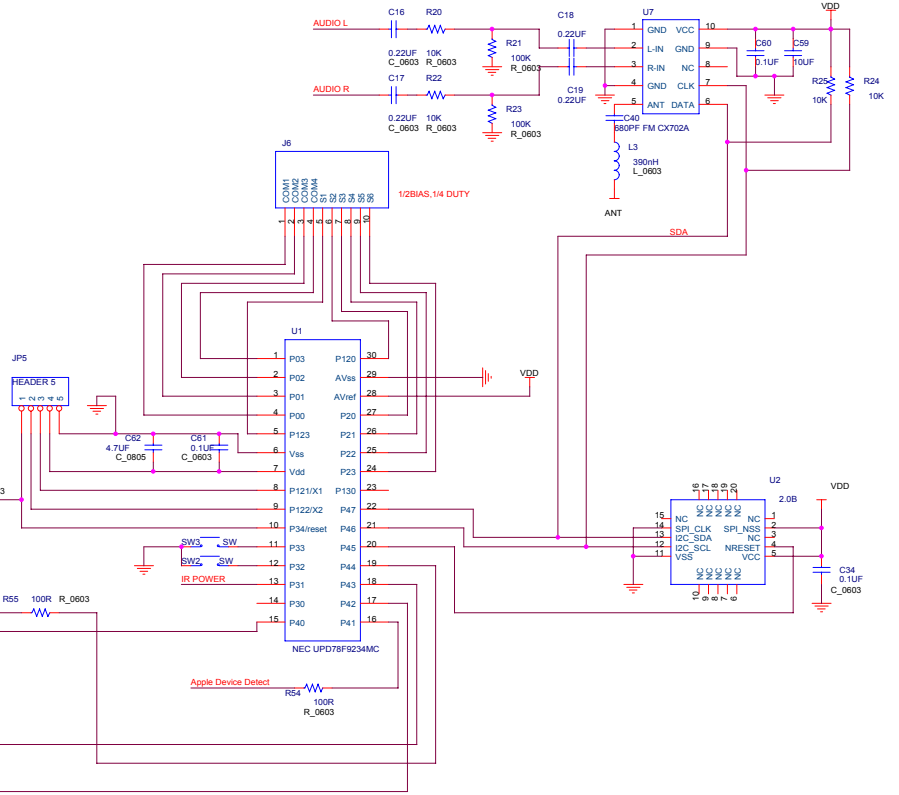 C16 R20
AUDIO L
0.22UF 10K
C_0603 R_0603
R21
100K
R_0603
C17 R22
AUDIO R
0.22UF 10K
C_0603 R_0603
R23
100K
R_0603
C18
0.22UF
C19
0.22UF
U7
1 GND VCC 10
2 L-IN GND 9
3 R-IN NC 8
4 GND CLK 7
5 ANT DATA 6
C40
680PF FM CX702A
L3
390nH
L_0603
ANT
VDD
C60
0.1UF
C59
10UF
R25
10K
R24
10K
SDA
J6
COM1
COM2
COM3
COM4
S1
S2
S3
S4
S5
S6
1 2 3 4 5 6 7 8 9 10
1/2BIAS,1/4 DUTY
U1
1 P03 P120 30
2 P02 AVss 29
3 P01 AVref 28
4 P00 P20 27
5 P123 P21 26
6 Vss P22 25
7 Vdd P23 24
8 P121/X1 P130 23
9 P122/X2 P47 22
10 P34/reset P46 21
11 P33 P45 20
12 P32 P44 19
13 P31 P43 18
14 P30 P42 17
15 P40 P41 16
NEC UPD78F9234MC
VDD
JP5
HEADER 5
1 2 3 4 5
C62
4.7UF
C_0805
C61
0.1UF
C_0603
3
SW3 SW
SW2 SW
IR POWER
R55 100R R_0603
Apple Device Detect
R54
100R
R_0603
U2
2.0B
16 17 18 19 20
NC NC NC NC NC
15 NC NC 1
14 SPI_CLK SPI_NSS 2
13 I2C_SDA NC 3
12 I2C_SCL NRESET 4
11 VSS VCC 5
NC NC NC NC NC
10 9 8 7 6
VDD
C34
0.1UF
C_0603